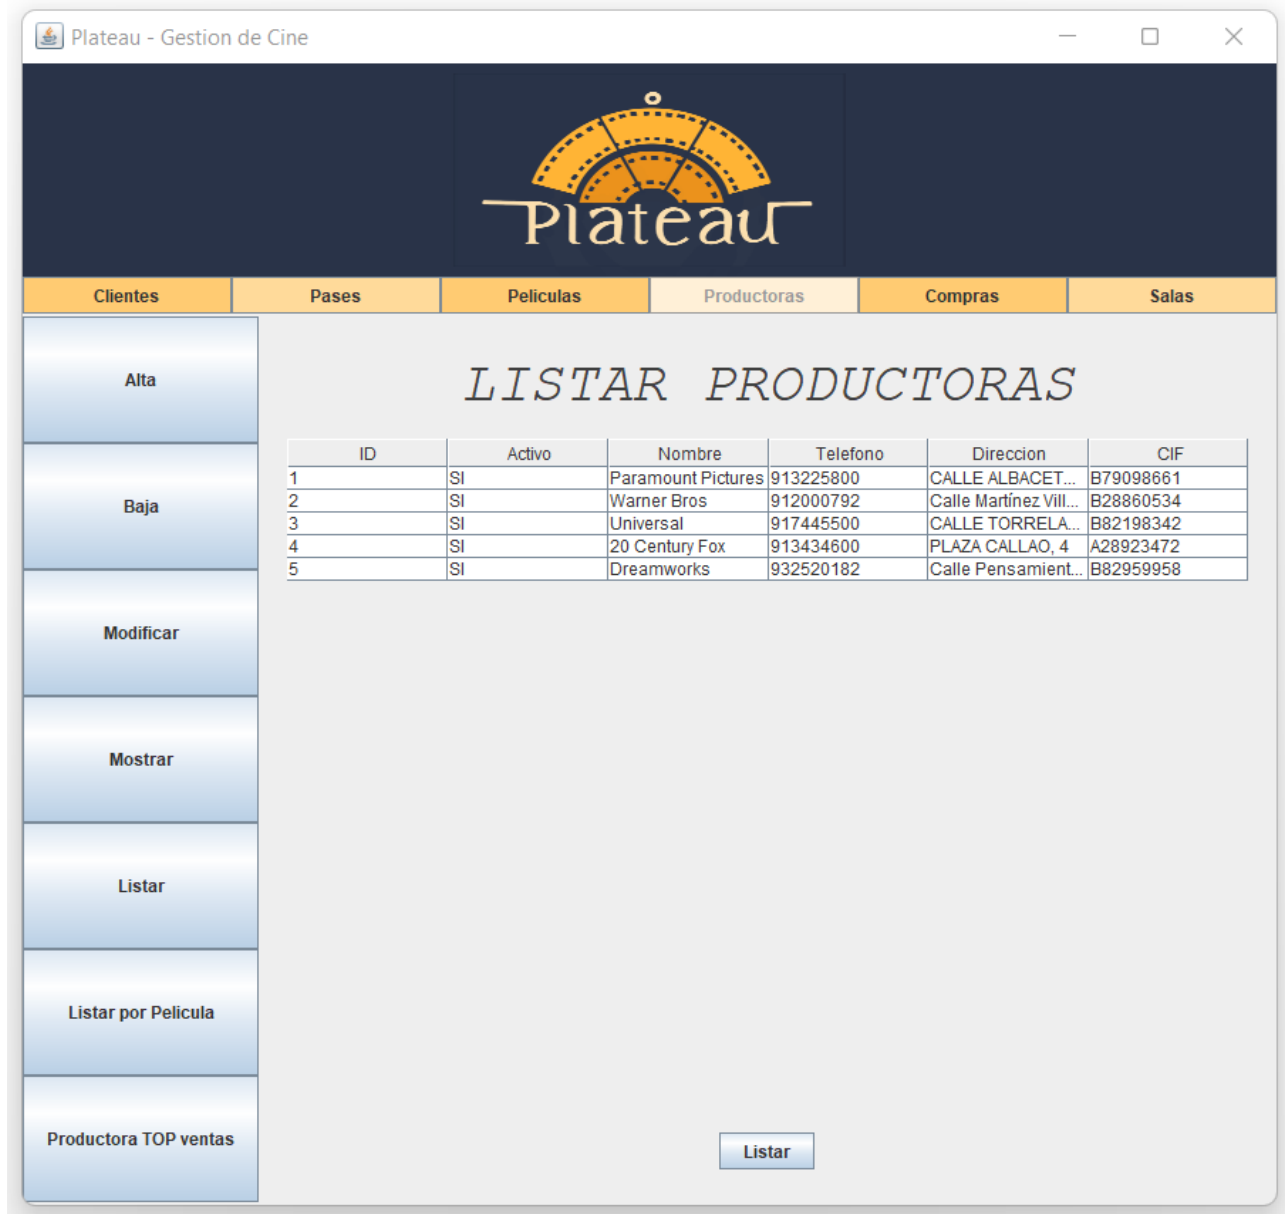 Plateau - Gestion de Cine
Plateau
Clientes Pases Peliculas Productoras Compras Salas
Alta
Baja
Modificar
Mostrar
Listar
Listar por Pelicula
Productora TOP ventas
LISTAR PRODUCTORAS
ID Activo Nombre Telefono Direccion CIF
1 SI Paramount Pictures 913225800 CALLE ALBACET... B79098661
2 SI Warner Bros 912000792 Calle Martínez Vill... B28860534
3 SI Universal 917445500 CALLE TORRELA... B82198342
4 SI 20 Century Fox 913434600 PLAZA CALLAO, 4 A28923472
5 SI Dreamworks 932520182 Calle Pensamient... B82959958
Listar